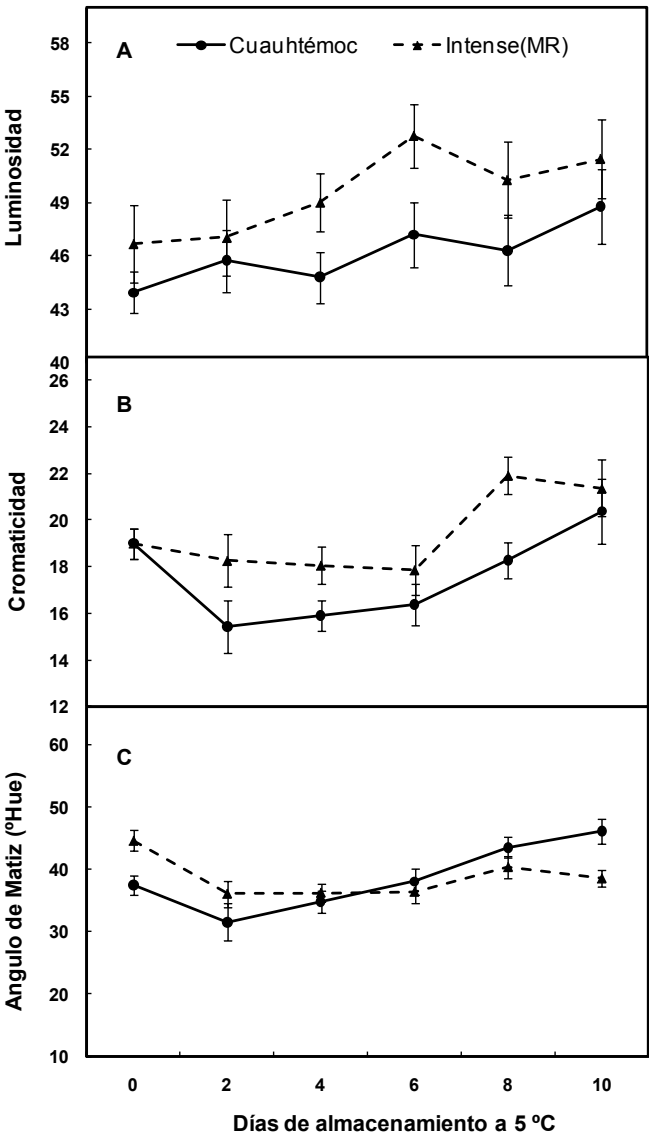 A
Cuauhtémoc
Intense(MR)
Luminosidad
58
55
52
49
46
43
40
B
Cromaticidad
26
24
22
20
18
16
14
12
C
Angulo de Matiz (ºHue)
60
50
40
30
20
10
0 2 4 6 8 10
Días de almacenamiento a 5 ºC